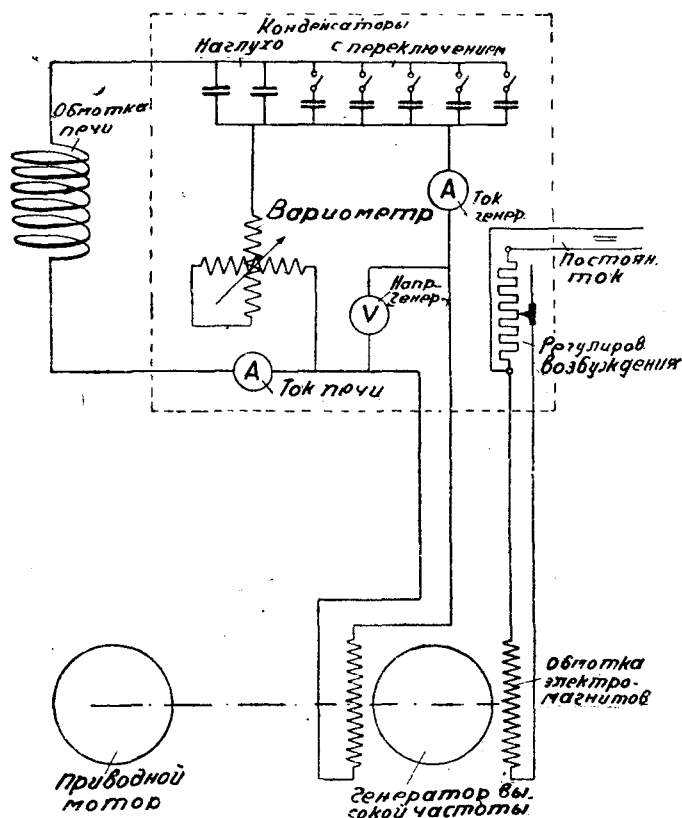 Конденсаторы
Наглухо с переключением
Обмотка
печи
А
Ток
генер.
Вариометр
Постоян.
ток
Напр.
генер.
V
Регулиров.
возбуждения
А
Ток печи
Обмотка
электро-
магнитов
Приводной
мотор
Генератор вы-
сокой частоты